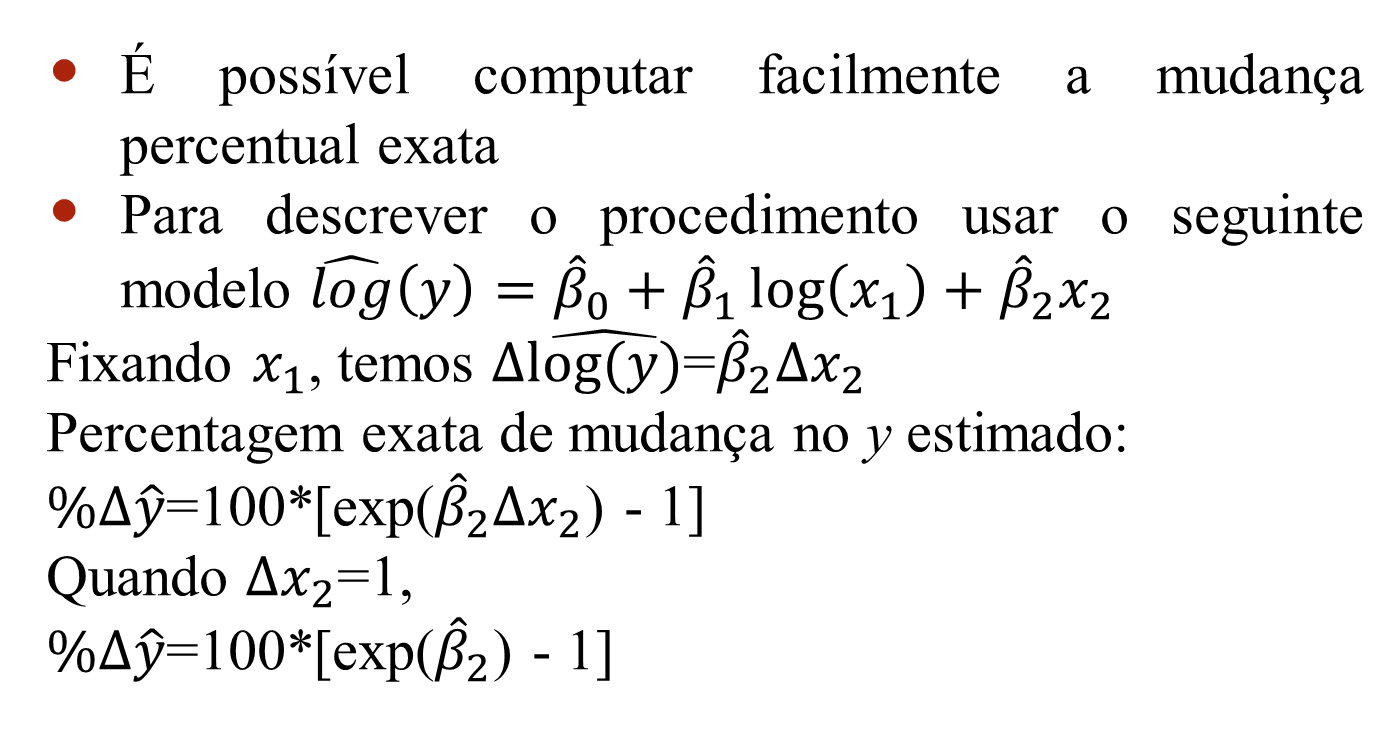 • É possível computar facilmente a mudança
percentual exata
• Para descrever o procedimento usar o seguinte
modelo $\widehat{log}(y) = \hat{\beta}_0 + \hat{\beta}_1 \log(x_1) + \hat{\beta}_2 x_2$
Fixando $x_1$, temos $\Delta\widehat{\log(y)}$=$\hat{\beta}_2 \Delta x_2$
Percentagem exata de mudança no y estimado:
%$\Delta\hat{y}$=100*[exp($\hat{\beta}_2 \Delta x_2$) - 1]
Quando $\Delta x_2$=1,
%$\Delta\hat{y}$=100*[exp($\hat{\beta}_2$) - 1]